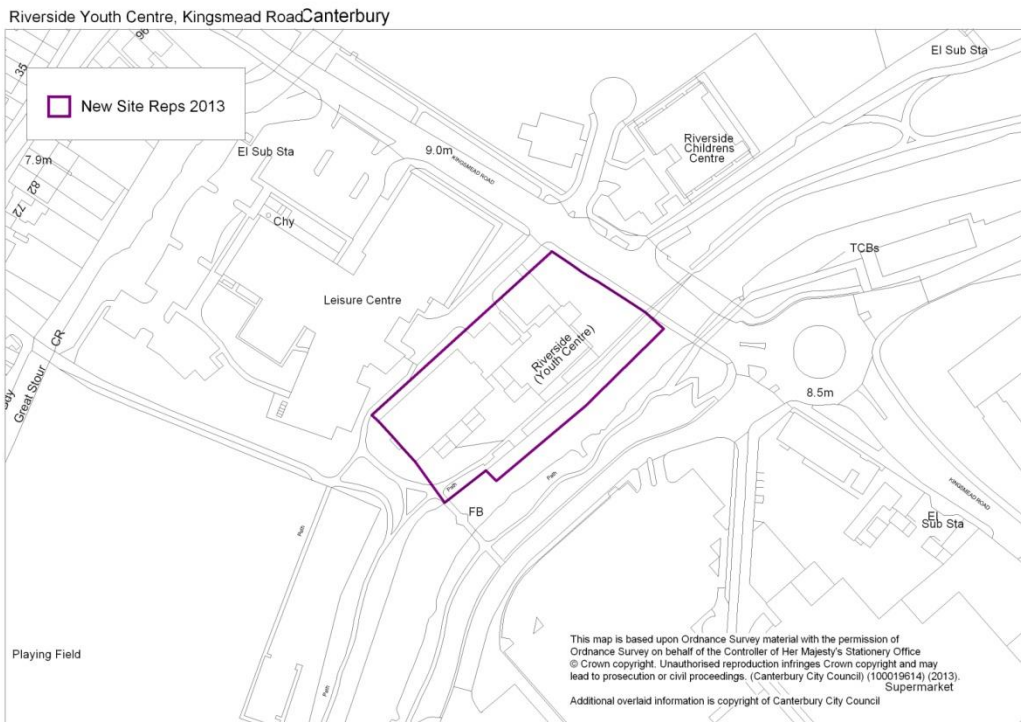 Riverside Youth Centre, Kingsmead Road Canterbury
New Site Reps 2013
96
35
7.9m
82
72
El Sub Sta
Chy
9.0m
KINGSMEAD ROAD
El Sub Sta
Riverside
Childrens
Centre
TCBs
Leisure Centre
Riverside
(Youth Centre)
8.5m
CR
Great Stour
KINGSMEAD ROAD
El
Sub Sta
Path
Path
FB
Path
Path
Playing Field
This map is based upon Ordnance Survey material with the permission of
Ordnance Survey on behalf of the Controller of Her Majesty's Stationery Office
© Crown copyright. Unauthorised reproduction infringes Crown copyright and may
lead to prosecution or civil proceedings. (Canterbury City Council) (100019614) (2013).
Supermarket
Additional overlaid information is copyright of Canterbury City Council